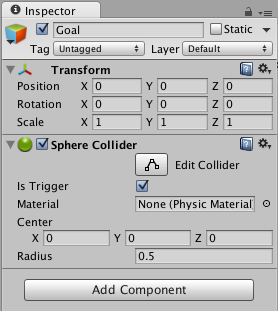 Inspector
Goal
Static
Tag Untagged Layer Default
Transform
Position X 0 Y 0 Z 0
Rotation X 0 Y 0 Z 0
Scale X 1 Y 1 Z 1
Sphere Collider
Edit Collider
Is Trigger
Material None (Physic Material
Center
X 0 Y 0 Z 0
Radius 0.5
Add Component